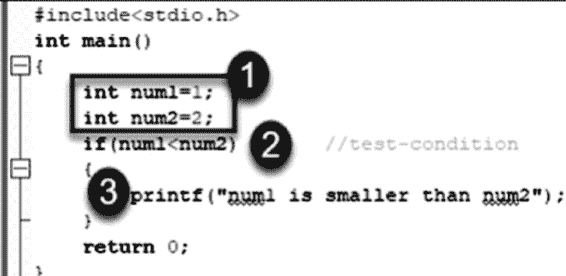 #include<stdio.h>
int main()
{
int num1=1;
int num2=2;
1
if(num1<num2)
2
//test-condition
{
3
printf("num1 is smaller than num2");
}
return 0;
}